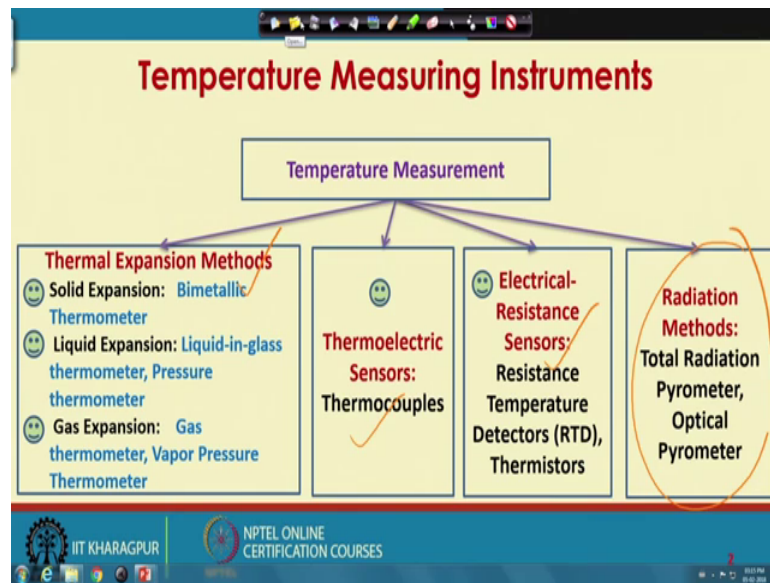 Open...
Temperature Measuring Instruments
Temperature Measurement
Thermal Expansion Methods
Solid Expansion: Bimetallic
Thermometer
Liquid Expansion: Liquid-in-glass
thermometer, Pressure
thermometer
Gas Expansion: Gas
thermometer, Vapor Pressure
Thermometer
Thermoelectric
Sensors:
Thermocouples
Electrical-
Resistance
Sensors:
Resistance
Temperature
Detectors (RTD),
Thermistors
Radiation
Methods:
Total Radiation
Pyrometer,
Optical
Pyrometer
IIT KHARAGPUR
NPTEL ONLINE
CERTIFICATION COURSES
2